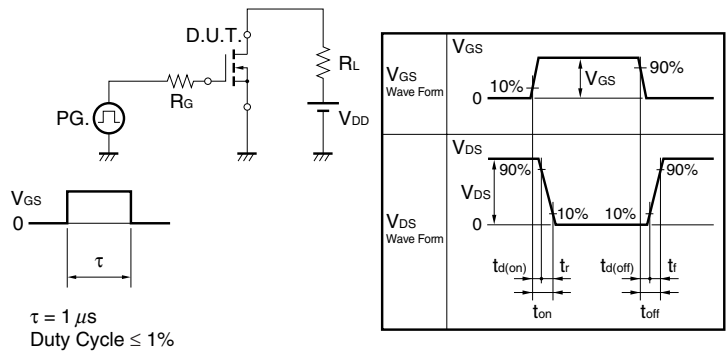 D.U.T.
RL
RG
PG.
VDD
VGS
0
τ
τ = 1 μs
Duty Cycle ≤ 1%
VGS
Wave Form
VGS
10%
0
VGS
90%
VDS
Wave Form
VDS
90%
VDS
0
10%
10%
90%
td(on)
tr
td(off)
tf
ton
toff